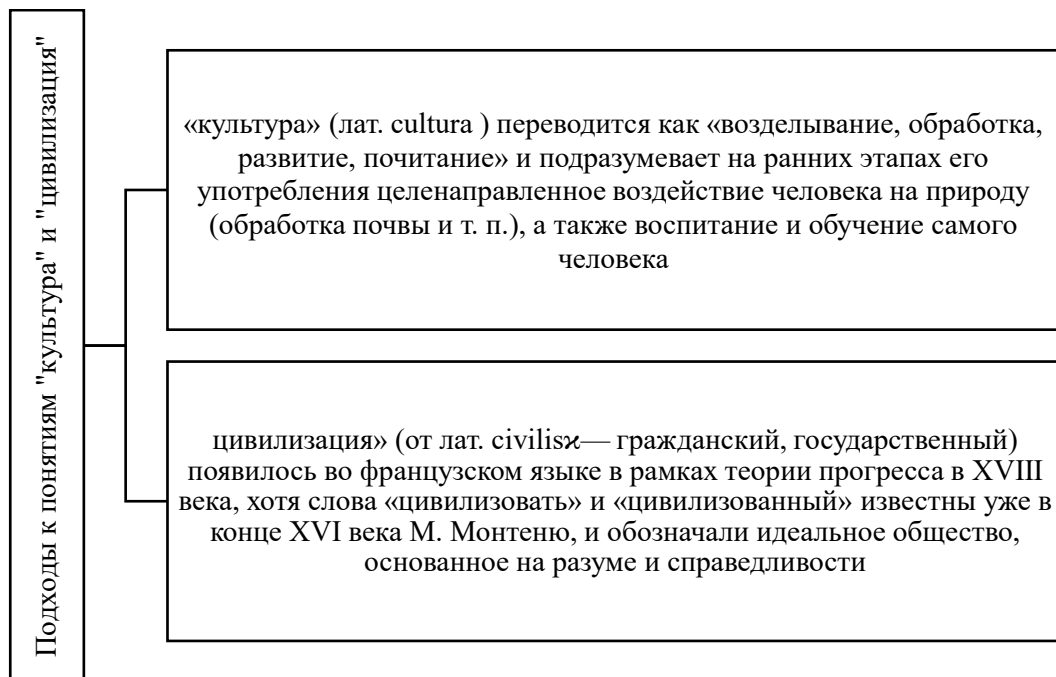 Подходы к понятиям "культура" и "цивилизация"
«культура» (лат. cultura ) переводится как «возделывание, обработка,
развитие, почитание» и подразумевает на ранних этапах его
употребления целенаправленное воздействие человека на природу
(обработка почвы и т. п.), а также воспитание и обучение самого
человека
цивилизация» (от лат. civilisϰ— гражданский, государственный)
появилось во французском языке в рамках теории прогресса в XVIII
века, хотя слова «цивилизовать» и «цивилизованный» известны уже в
конце XVI века М. Монтеню, и обозначали идеальное общество,
основанное на разуме и справедливости